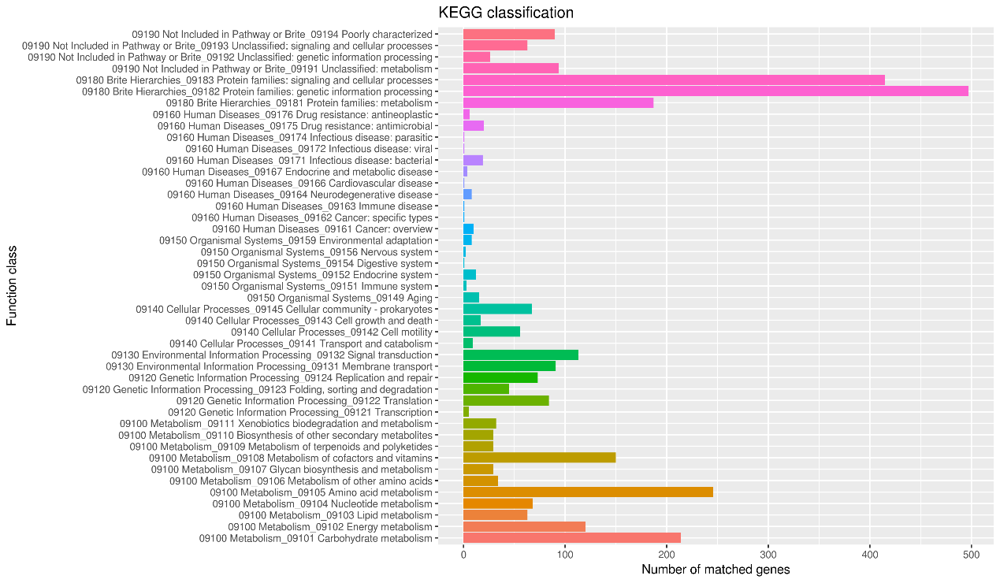 KEGG classification
Function class
09190 Not Included in Pathway or Brite_09194 Poorly characterized
09190 Not Included in Pathway or Brite_09193 Unclassified: signaling and cellular processes
09190 Not Included in Pathway or Brite_09192 Unclassified: genetic information processing
09190 Not Included in Pathway or Brite_09191 Unclassified: metabolism
09180 Brite Hierarchies_09183 Protein families: signaling and cellular processes
09180 Brite Hierarchies_09182 Protein families: genetic information processing
09180 Brite Hierarchies_09181 Protein families: metabolism
09160 Human Diseases_09176 Drug resistance: antineoplastic
09160 Human Diseases_09175 Drug resistance: antimicrobial
09160 Human Diseases_09174 Infectious disease: parasitic
09160 Human Diseases_09172 Infectious disease: viral
09160 Human Diseases_09171 Infectious disease: bacterial
09160 Human Diseases_09167 Endocrine and metabolic disease
09160 Human Diseases_09166 Cardiovascular disease
09160 Human Diseases_09164 Neurodegenerative disease
09160 Human Diseases_09163 Immune disease
09160 Human Diseases_09162 Cancer: specific types
09160 Human Diseases_09161 Cancer: overview
09150 Organismal Systems_09159 Environmental adaptation
09150 Organismal Systems_09156 Nervous system
09150 Organismal Systems_09154 Digestive system
09150 Organismal Systems_09152 Endocrine system
09150 Organismal Systems_09151 Immune system
09150 Organismal Systems_09149 Aging
09140 Cellular Processes_09145 Cellular community - prokaryotes
09140 Cellular Processes_09143 Cell growth and death
09140 Cellular Processes_09142 Cell motility
09140 Cellular Processes_09141 Transport and catabolism
09130 Environmental Information Processing_09132 Signal transduction
09130 Environmental Information Processing_09131 Membrane transport
09120 Genetic Information Processing_09124 Replication and repair
09120 Genetic Information Processing_09123 Folding, sorting and degradation
09120 Genetic Information Processing_09122 Translation
09120 Genetic Information Processing_09121 Transcription
09100 Metabolism_09111 Xenobiotics biodegradation and metabolism
09100 Metabolism_09110 Biosynthesis of other secondary metabolites
09100 Metabolism_09109 Metabolism of terpenoids and polyketides
09100 Metabolism_09108 Metabolism of cofactors and vitamins
09100 Metabolism_09107 Glycan biosynthesis and metabolism
09100 Metabolism_09106 Metabolism of other amino acids
09100 Metabolism_09105 Amino acid metabolism
09100 Metabolism_09104 Nucleotide metabolism
09100 Metabolism_09103 Lipid metabolism
09100 Metabolism_09102 Energy metabolism
09100 Metabolism_09101 Carbohydrate metabolism
0 100 200 300 400 500
Number of matched genes